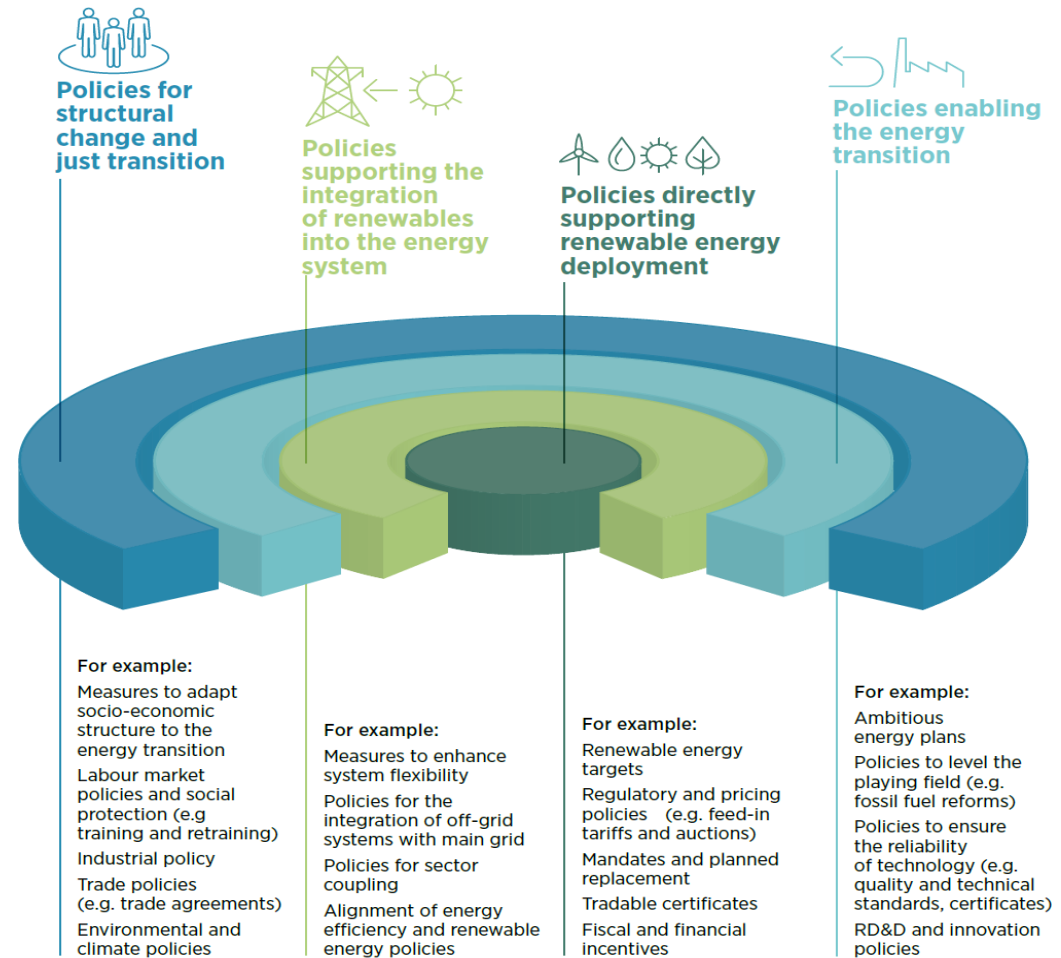 Policies for
structural
change and
just transition
Policies
supporting the
integration
of renewables
into the energy
system
Policies directly
supporting
renewable energy
deployment
Policies enabling
the energy
transition
For example:
Measures to adapt
socio-economic
structure to the
energy transition
Labour market
policies and social
protection (e.g
training and retraining)
Industrial policy
Trade policies
(e.g. trade agreements)
Environmental and
climate policies
For example:
Measures to enhance
system flexibility
Policies for the
integration of off-grid
systems with main grid
Policies for sector
coupling
Alignment of energy
efficiency and renewable
energy policies
For example:
Renewable energy
targets
Regulatory and pricing
policies (e.g. feed-in
tariffs and auctions)
Mandates and planned
replacement
Tradable certificates
Fiscal and financial
incentives
For example:
Ambitious
energy plans
Policies to level the
playing field (e.g.
fossil fuel reforms)
Policies to ensure
the reliability
of technology (e.g.
quality and technical
standards, certificates)
RD&D and innovation
policies